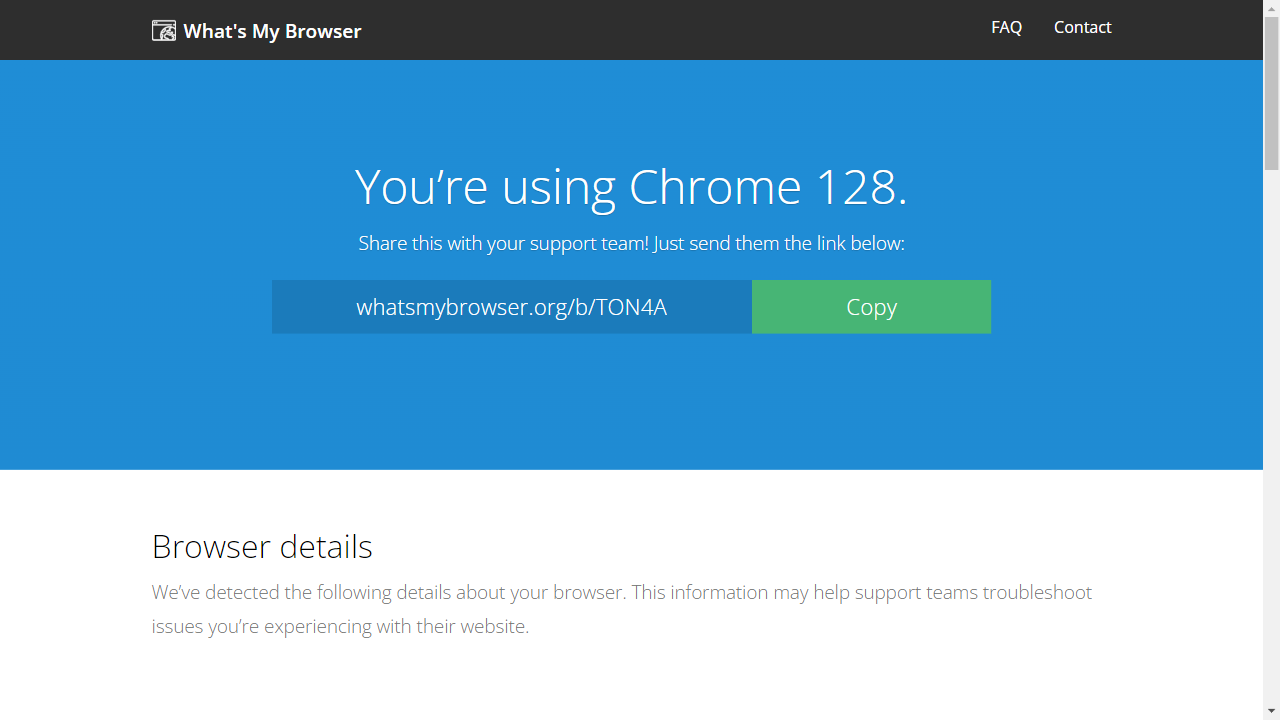 What's My Browser
FAQ
Contact
You’re using Chrome 128.
Share this with your support team! Just send them the link below:
whatsmybrowser.org/b/TON4A
Copy
Browser details
We’ve detected the following details about your browser. This information may help support teams troubleshoot
issues you’re experiencing with their website.